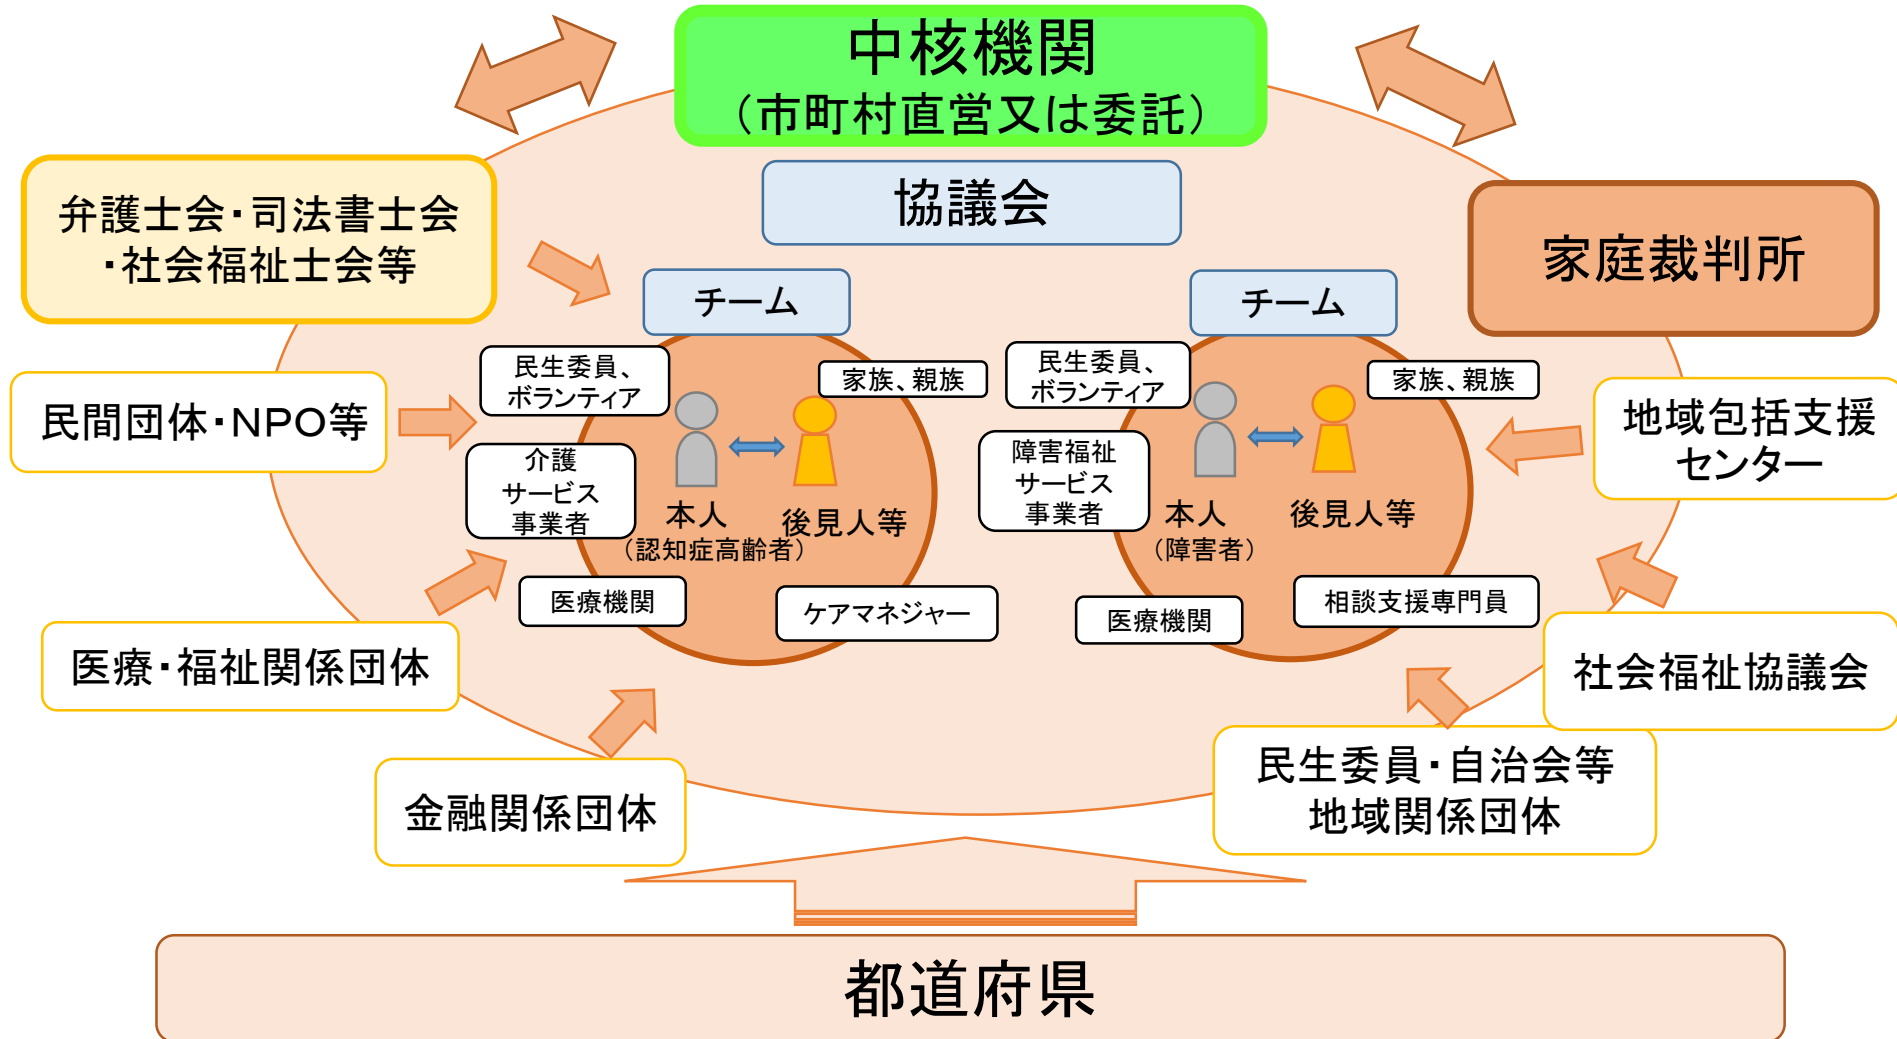 中核機関
（市町村直営又は委託）
協議会
弁護士会・司法書士会
・社会福祉士会等
家庭裁判所
チーム
チーム
民生委員、
ボランティア
家族、親族
民生委員、
ボランティア
家族、親族
民間団体・NPO等
地域包括支援
センター
介護
サービス
事業者
障害福祉
サービス
事業者
本人
（認知症高齢者）
後見人等
本人
（障害者）
後見人等
医療機関
ケアマネジャー
医療機関
相談支援専門員
医療・福祉関係団体
社会福祉協議会
金融関係団体
民生委員・自治会等
地域関係団体
都道府県